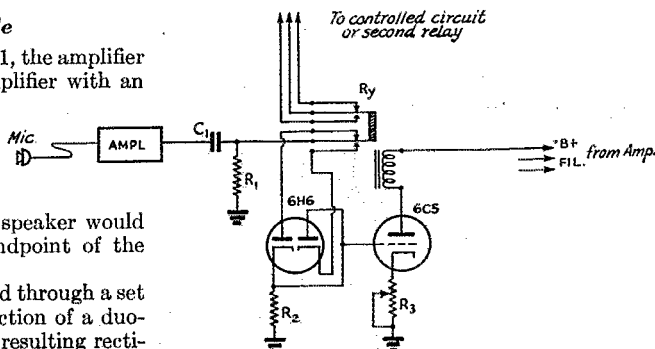 le
1, the amplifier
plifier with an
speaker would
ndpoint of the
d through a set
ction of a duo-
resulting recti-
To controlled circuit
or second relay
Ry
Mic.
AMPL
C1
R1
6H6
R2
6C5
R3
"B+
FIL.
from Amp.